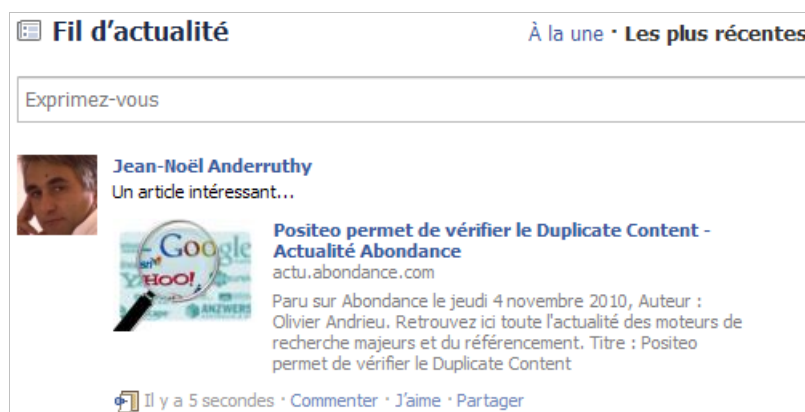 Fil d'actualité
À la une · Les plus récentes
Exprimez-vous
Jean-Noël Anderruthy
Un article intéressant...
Google
YAHOO!
ANZWERS
Positeo permet de vérifier le Duplicate Content -
Actualité Abondance
actu.abondance.com
Paru sur Abondance le jeudi 4 novembre 2010, Auteur :
Olivier Andrieu. Retrouvez ici toute l'actualité des moteurs de
recherche majeurs et du référencement. Titre : Positeo
permet de vérifier le Duplicate Content
Il y a 5 secondes · Commenter · J'aime · Partager